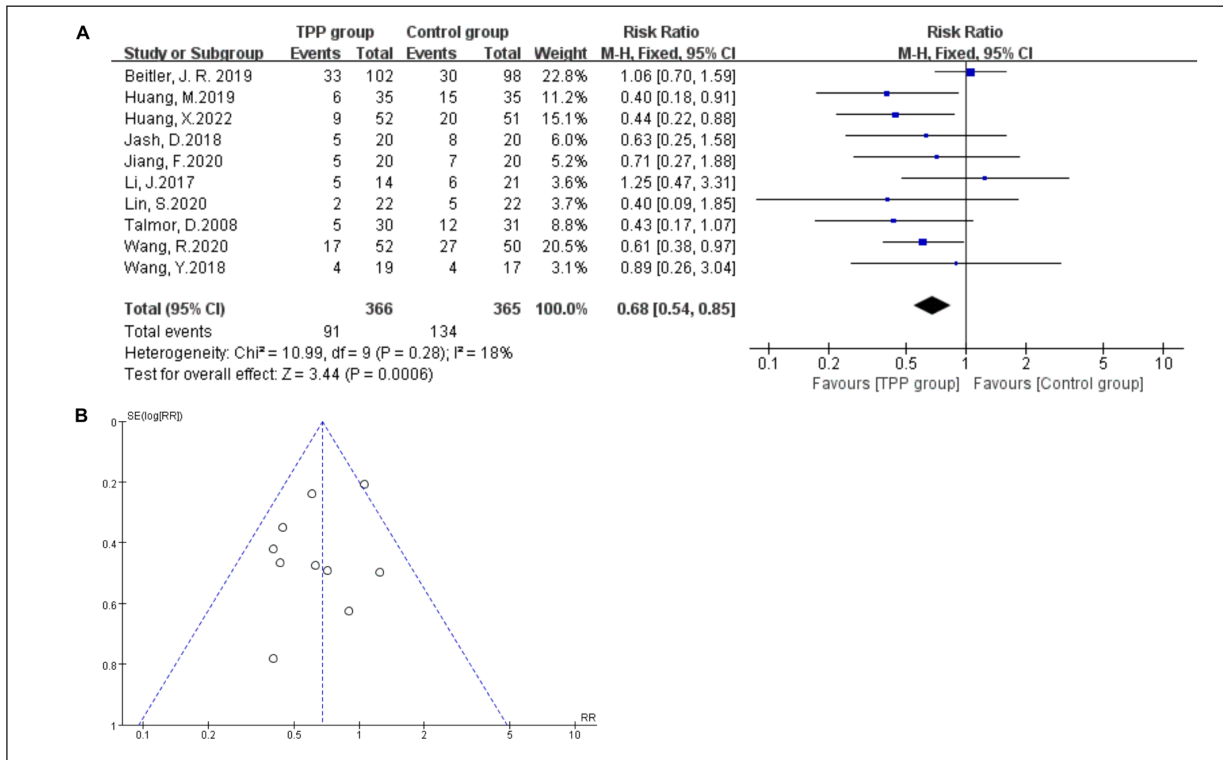 A
TPP group Control group Risk Ratio Risk Ratio
Study or Subgroup Events Total Events Total Weight M-H, Fixed, 95% CI M-H, Fixed, 95% CI
Beitler, J. R. 2019 33 102 30 98 22.8% 1.06 [0.70, 1.59]
Huang, M.2019 6 35 15 35 11.2% 0.40 [0.18, 0.91]
Huang, X.2022 9 52 20 51 15.1% 0.44 [0.22, 0.88]
Jash, D.2018 5 20 8 20 6.0% 0.63 [0.25, 1.58]
Jiang, F.2020 5 20 7 20 5.2% 0.71 [0.27, 1.88]
Li, J.2017 5 14 6 21 3.6% 1.25 [0.47, 3.31]
Lin, S.2020 2 22 5 22 3.7% 0.40 [0.09, 1.85]
Talmor, D.2008 5 30 12 31 8.8% 0.43 [0.17, 1.07]
Wang, R.2020 17 52 27 50 20.5% 0.61 [0.38, 0.97]
Wang, Y.2018 4 19 4 17 3.1% 0.89 [0.26, 3.04]
Total (95% CI) 366 365 100.0% 0.68 [0.54, 0.85]
Total events 91 134
Heterogeneity: Chi² = 10.99, df = 9 (P = 0.28); I² = 18%
Test for overall effect: Z = 3.44 (P = 0.0006)
0.1 0.2 0.5 1 2 5 10
Favours [TPP group] Favours [Control group]
B
SE(log[RR])
0
0.2
0.4
0.6
0.8
1
RR
0.1 0.2 0.5 1 2 5 10